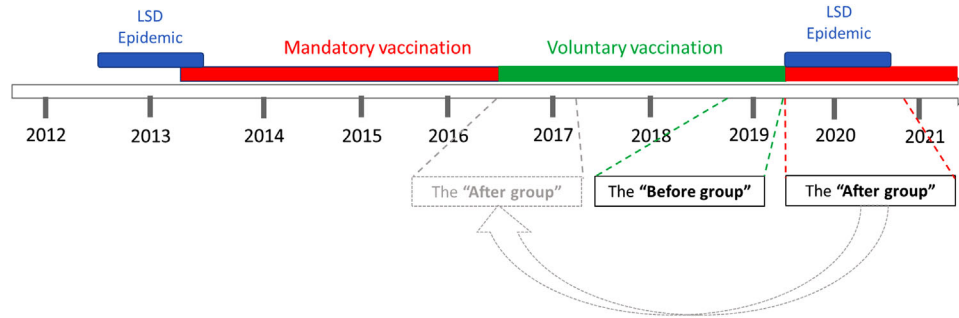 LSD
Epidemic
LSD
Epidemic
Mandatory vaccination
Voluntary vaccination
2012 2013 2014 2015 2016 2017 2018 2019 2020 2021
The “After group”
The “Before group”
The “After group”